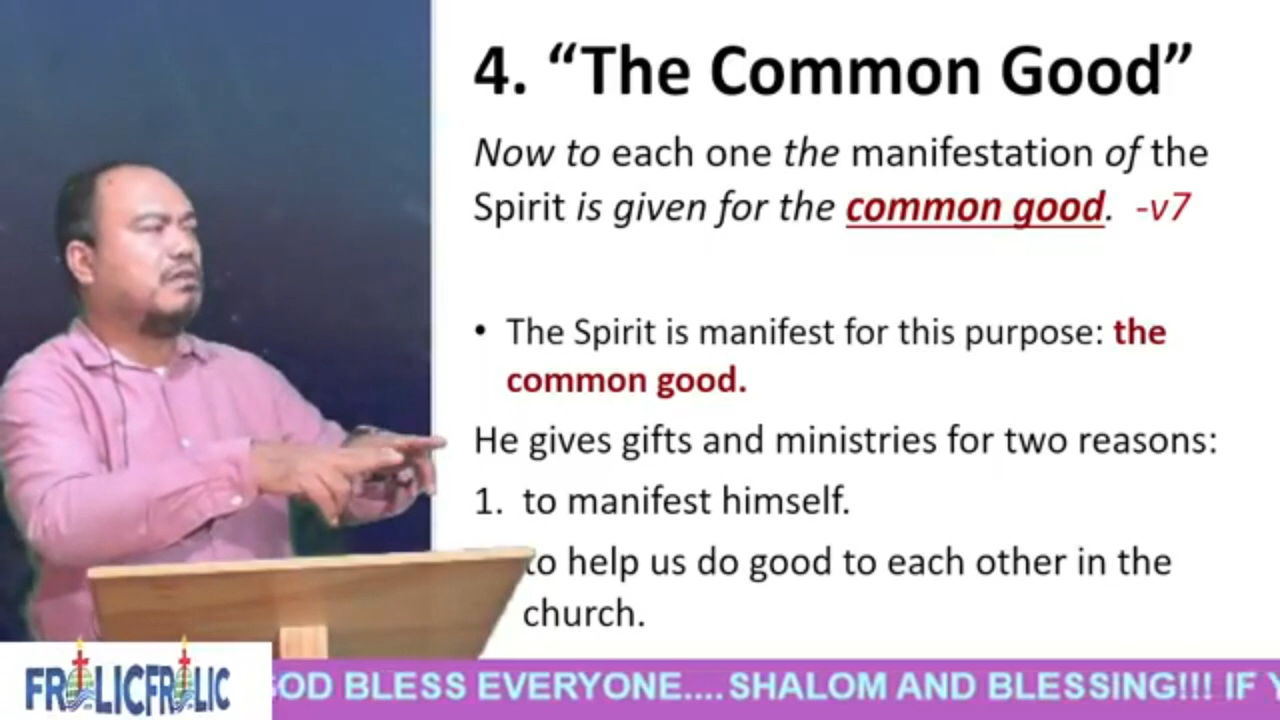 4. “The Common Good”
Now to each one the manifestation of the
Spirit is given for the common good. -v7
• The Spirit is manifest for this purpose: the
common good.
He gives gifts and ministries for two reasons:
1. to manifest himself.
to help us do good to each other in the
church.
FROLICFROLIC
GOD BLESS EVERYONE.... SHALOM AND BLESSING!!! IF